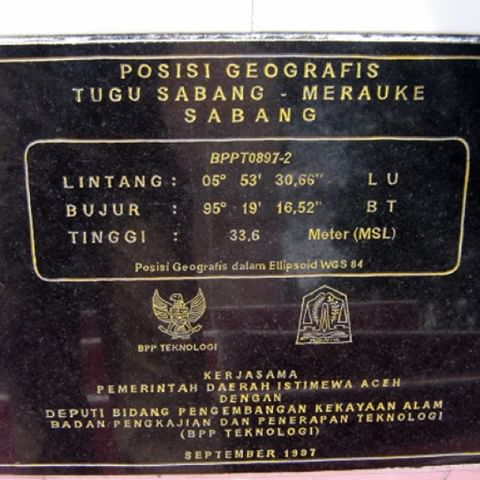 POSISI GEOGRAFIS
TUGU SABANG - MERAUKE
SABANG
BPPT0897-2
LINTANG : 05° 53' 30,66" LU
BUJUR : 95° 19' 16,52" BT
TINGGI : 33,6 Meter (MSL)
Posisi Geografis dalam Ellipsoid WGS 84
BPP TEKNOLOGI
KERJASAMA
PEMERINTAH DAERAH ISTIMEWA ACEH
DENGAN
DEPUTI BIDANG PENGEMBANGAN KEKAYAAN ALAM
BADAN PENGKAJIAN DAN PENERAPAN TEKNOLOGI
(BPP TEKNOLOGI)
SEPTEMBER 1997